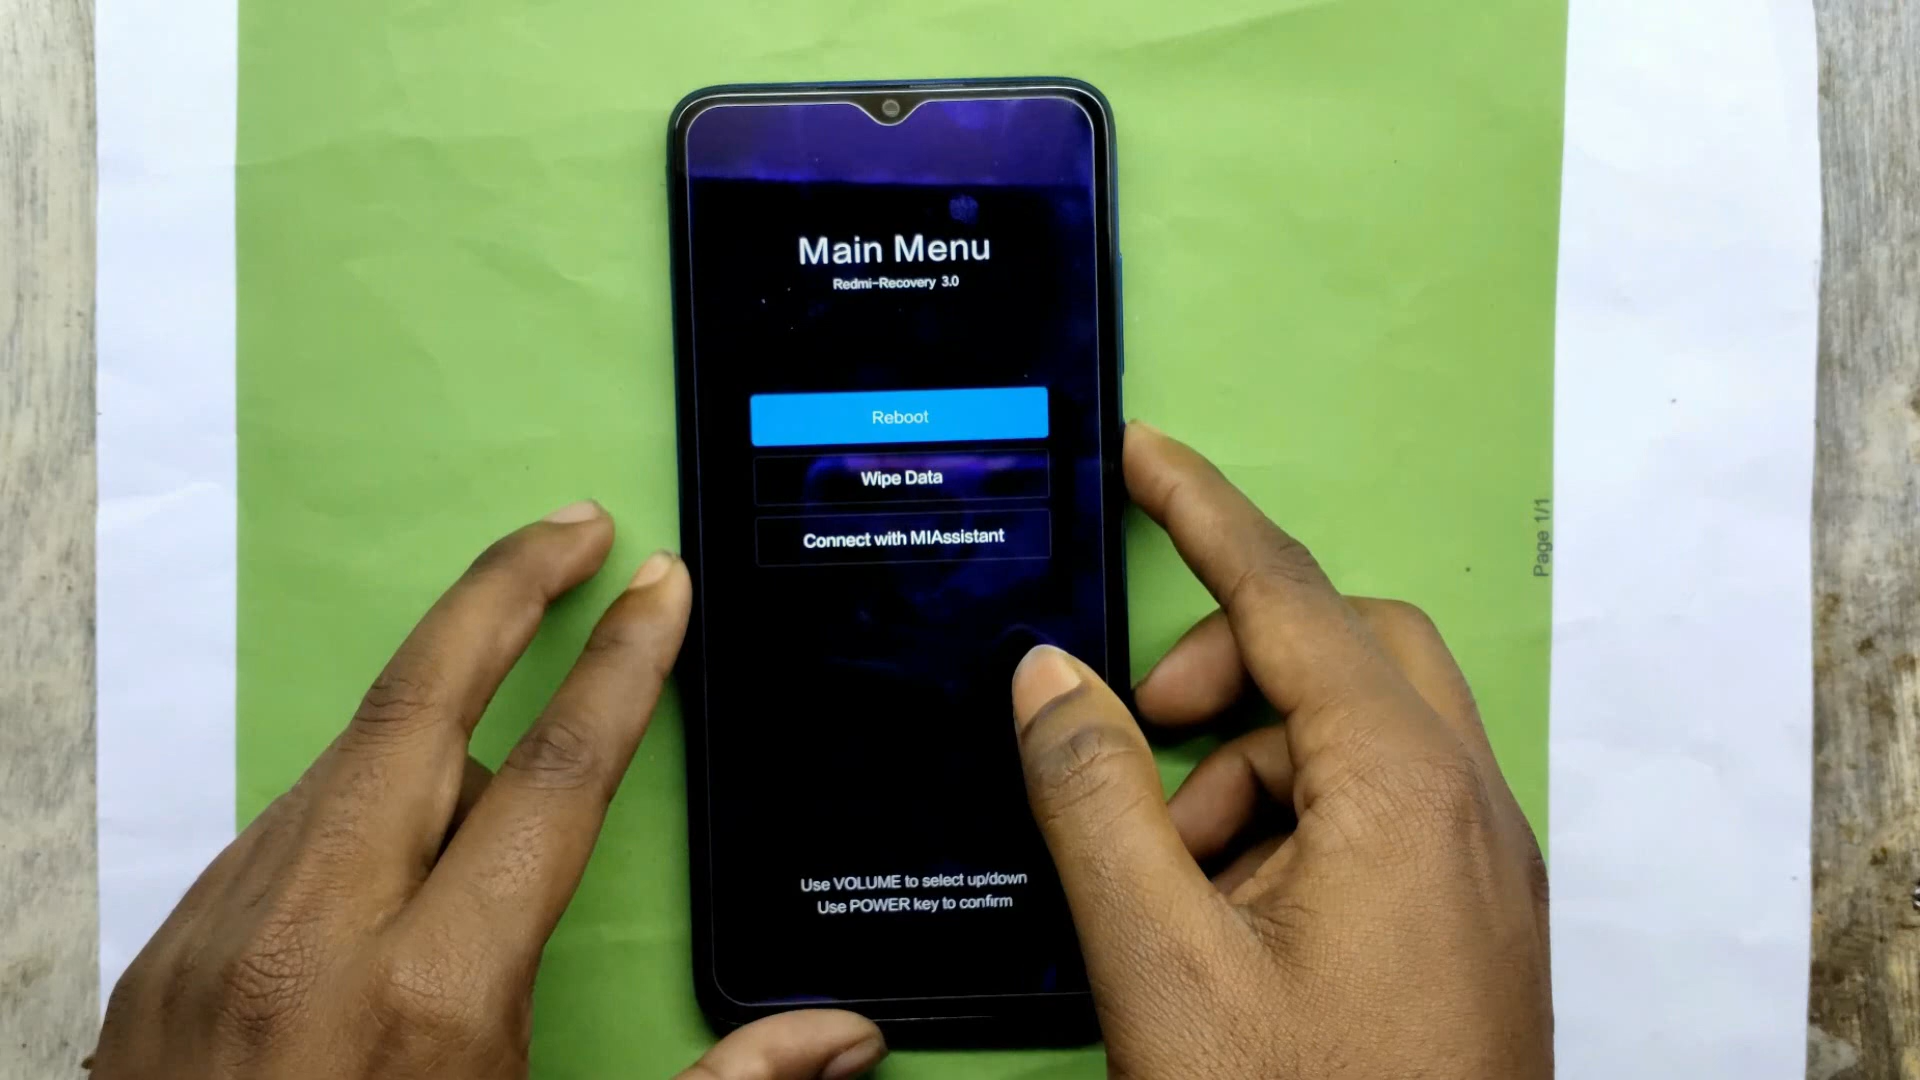 Main Menu
Redmi-Recovery 3.0
Reboot
Wipe Data
Connect with MIAssistant
Use VOLUME to select up/down
Use POWER key to confirm
Page 1/1